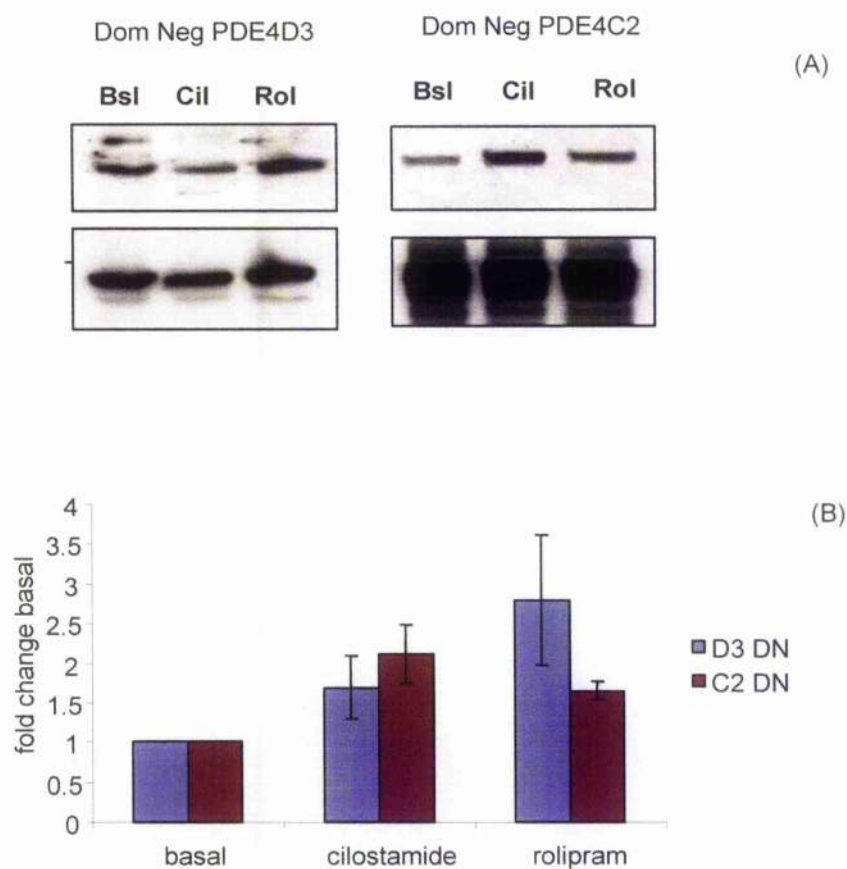 Dom Neg PDE4D3
Dom Neg PDE4C2
(A)
Bsl Cil Rol
Bsl Cil Rol
(B)
fold change basal
4
3.5
3
2.5
2
1.5
1
0.5
0
basal cilostamide rolipram
D3 DN
C2 DN